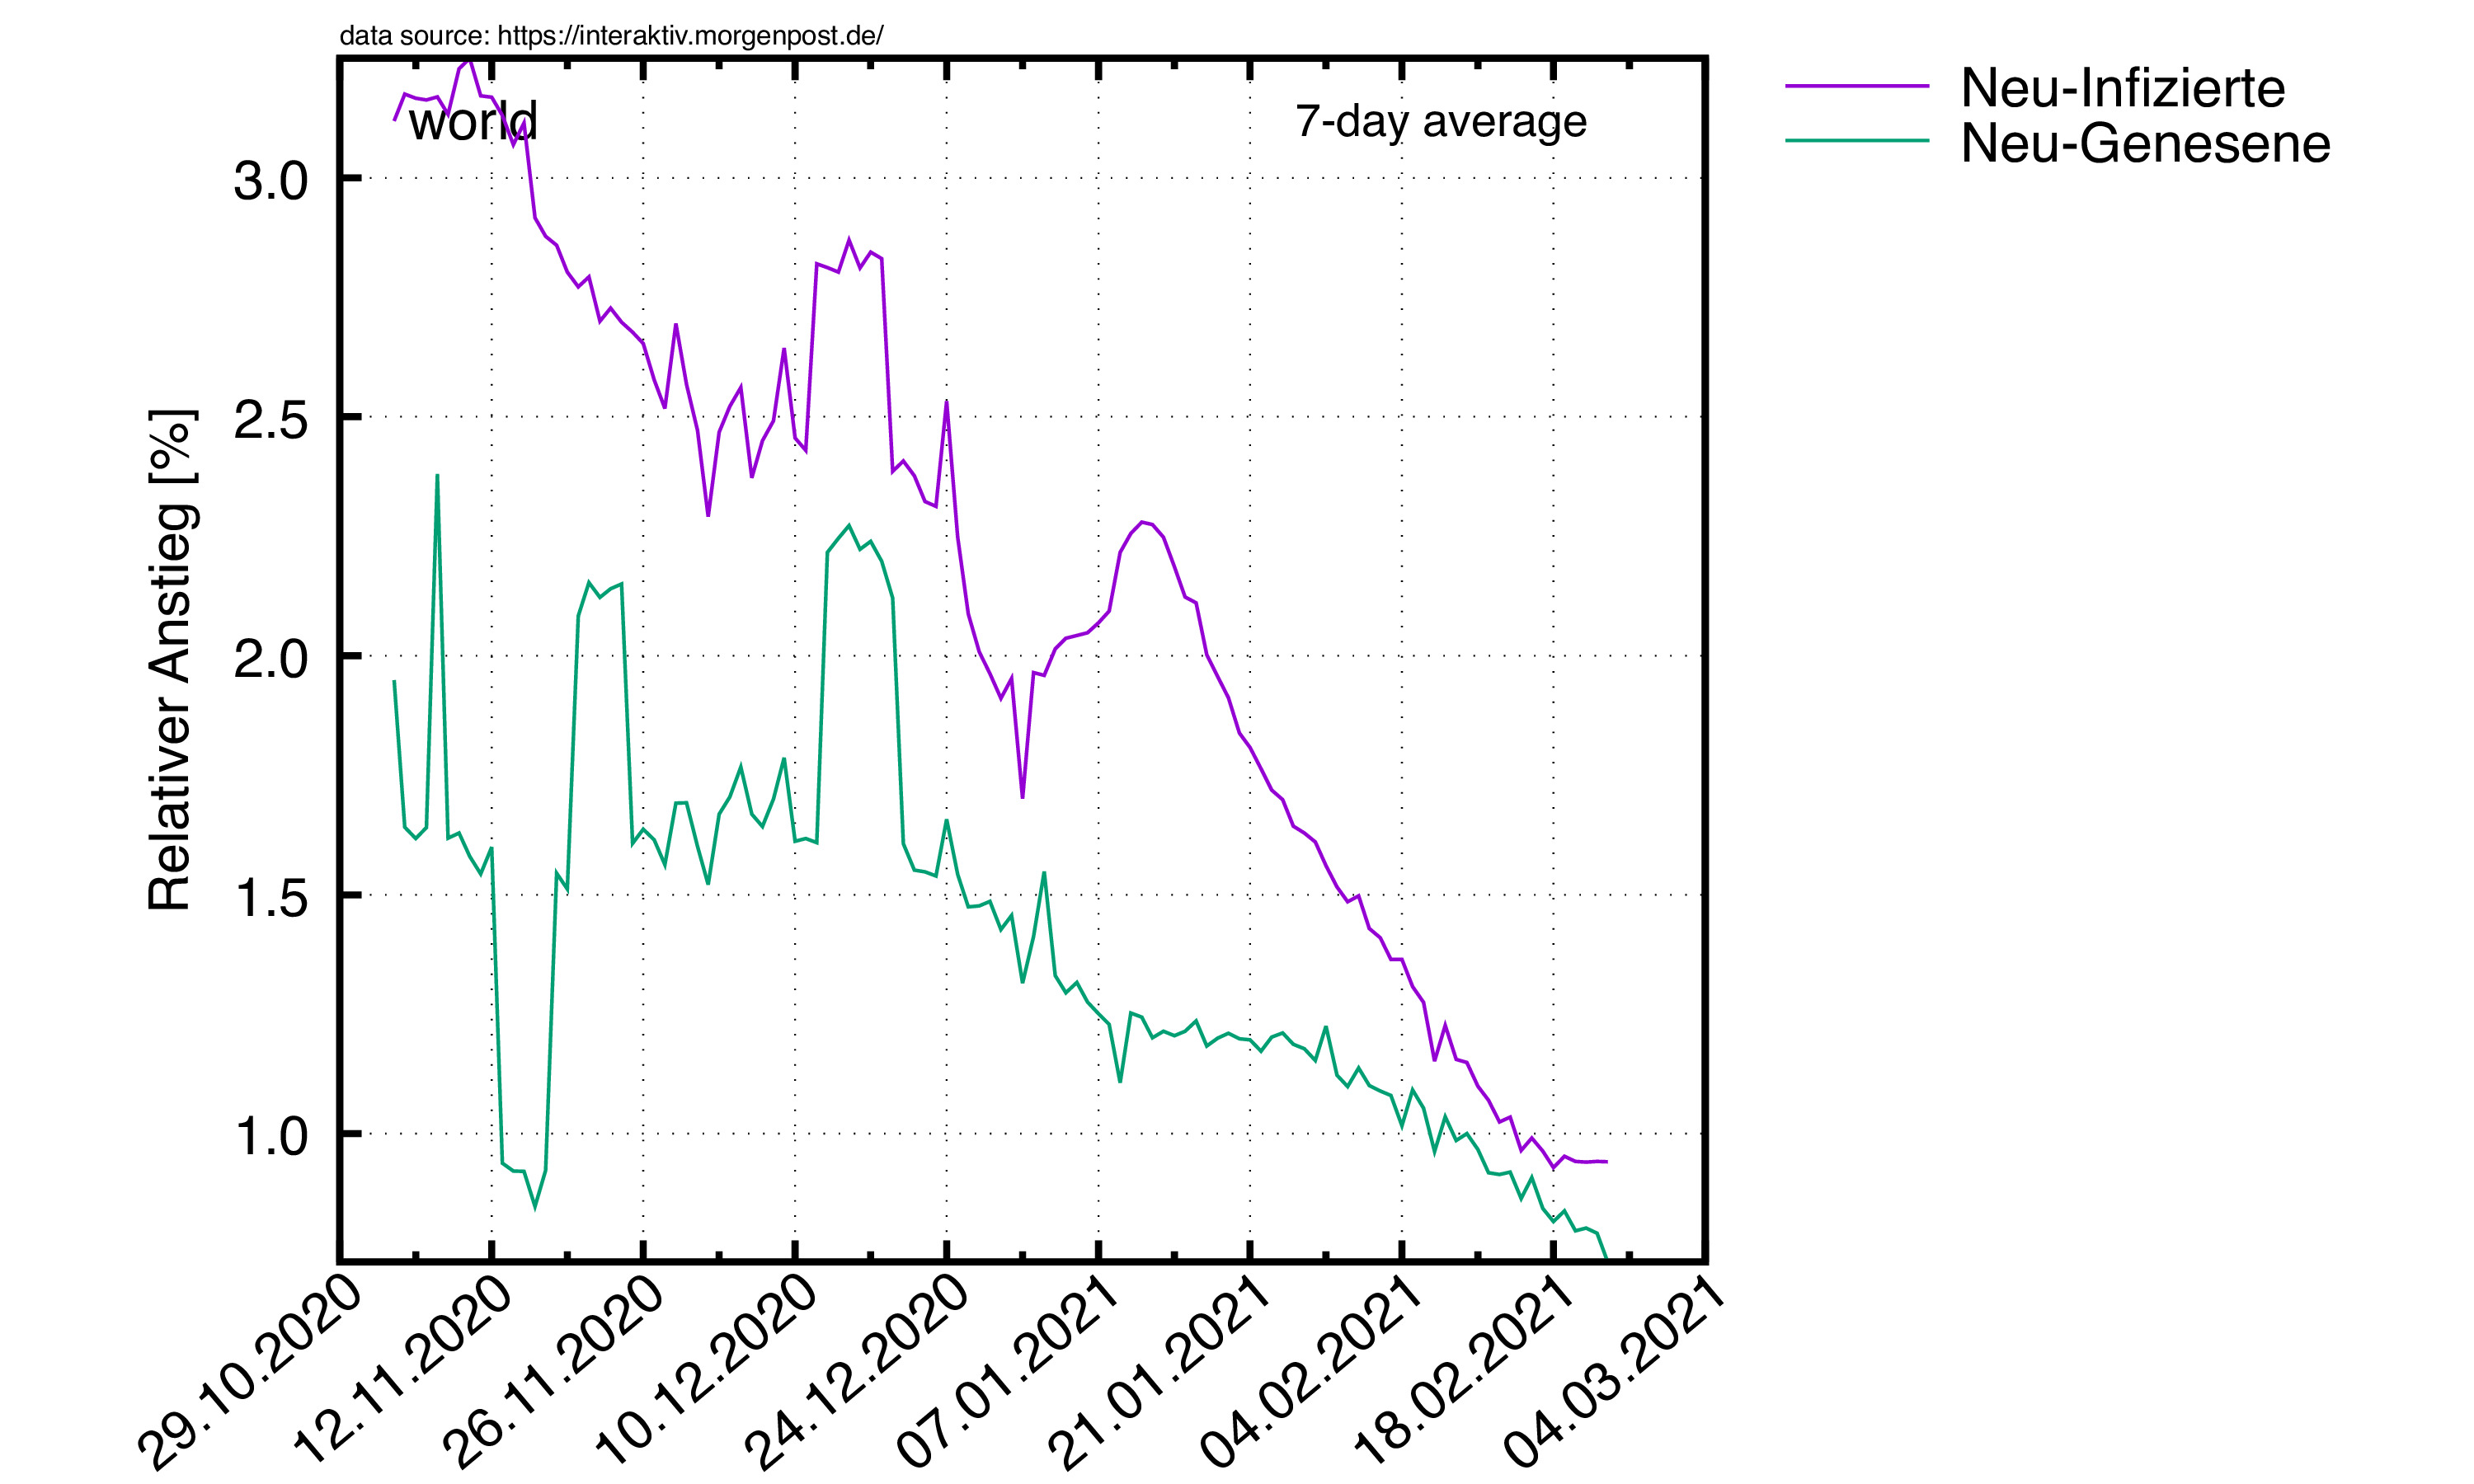 data source: https://interaktiv.morgenpost.de/
world
7-day average
Neu-Infizierte
Neu-Genesene
Relativer Anstieg [%]
3.0
2.5
2.0
1.5
1.0
29.10.2020
12.11.2020
26.11.2020
10.12.2020
24.12.2020
07.01.2021
21.01.2021
04.02.2021
18.02.2021
04.03.2021